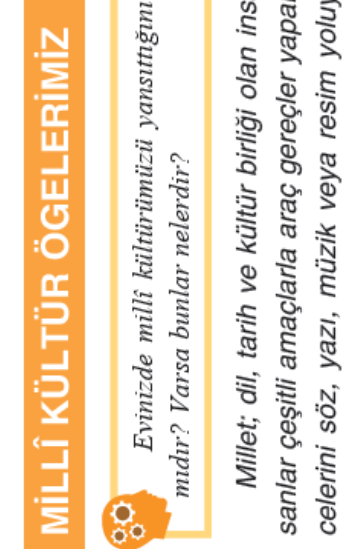 MİLLÎ KÜLTÜR ÖGELERİMİZ
Evinizde millî kültürümüzü yansıttığını
mıdır? Varsa bunlar nelerdir?
Millet; dil, tarih ve kültür birliği olan ins
sanlar çeşitli amaçlarla araç gereçler yapa
celerini söz, yazı, müzik veya resim yoluy